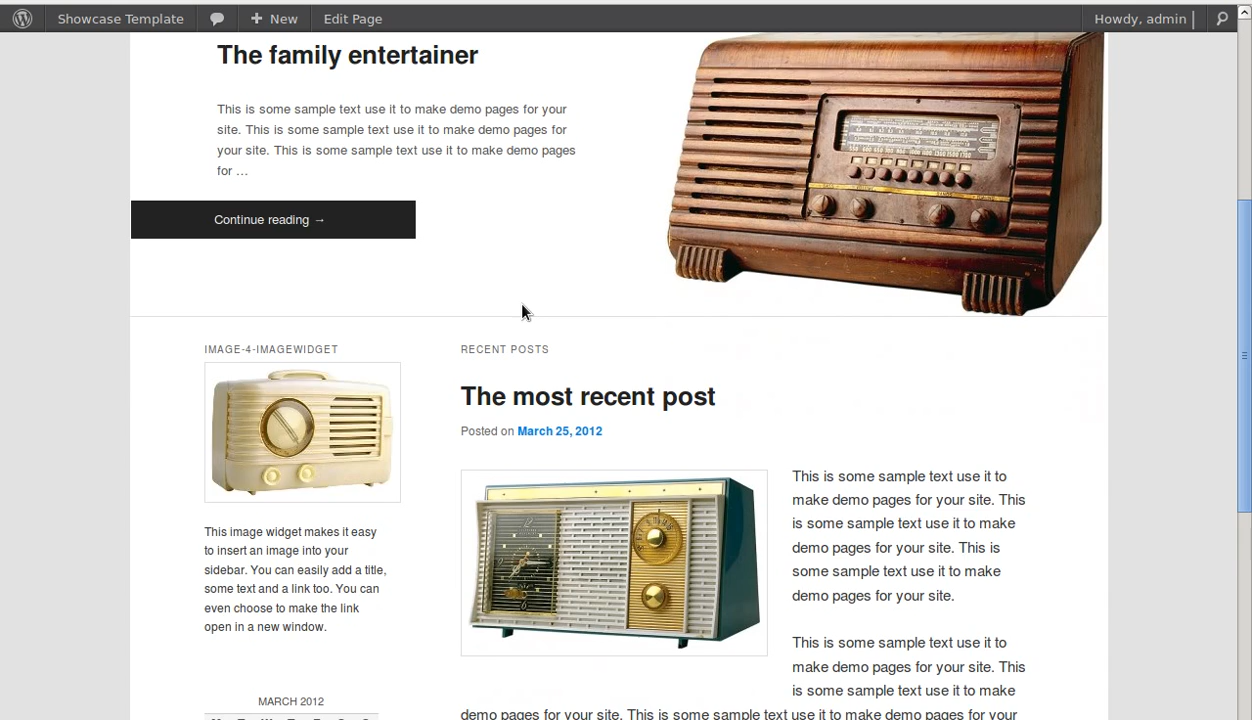 Showcase Template
New
Edit Page
Howdy, admin
The family entertainer
This is some sample text use it to make demo pages for your
site. This is some sample text use it to make demo pages for
your site. This is some sample text use it to make demo pages
for …
Continue reading →
IMAGE-4-IMAGEWIDGET
This image widget makes it easy
to insert an image into your
sidebar. You can easily add a title,
some text and a link too. You can
even choose to make the link
open in a new window.
MARCH 2012
RECENT POSTS
The most recent post
Posted on March 25, 2012
This is some sample text use it to
make demo pages for your site. This
is some sample text use it to make
demo pages for your site. This is
some sample text use it to make
demo pages for your site.
This is some sample text use it to
make demo pages for your site. This
is some sample text use it to make
demo pages for your site. This is some sample text use it to make demo pages for your